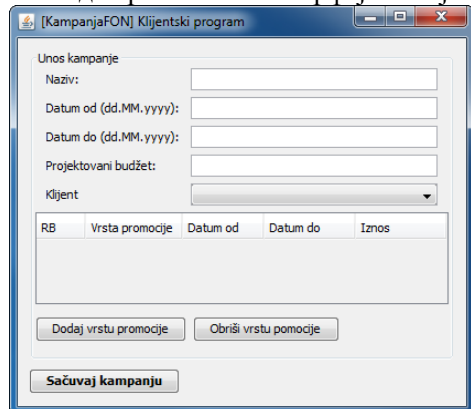 [KampanjaFON] Klijentski program
Unos kampanje
Naziv:
Datum od (dd.MM.yyyy):
Datum do (dd.MM.yyyy):
Projektovani budžet:
Klijent
RB Vrsta promocije Datum od Datum do Iznos
Dodaj vrstu promocije Obriši vrstu pomocije
Sačuvaj kampanju